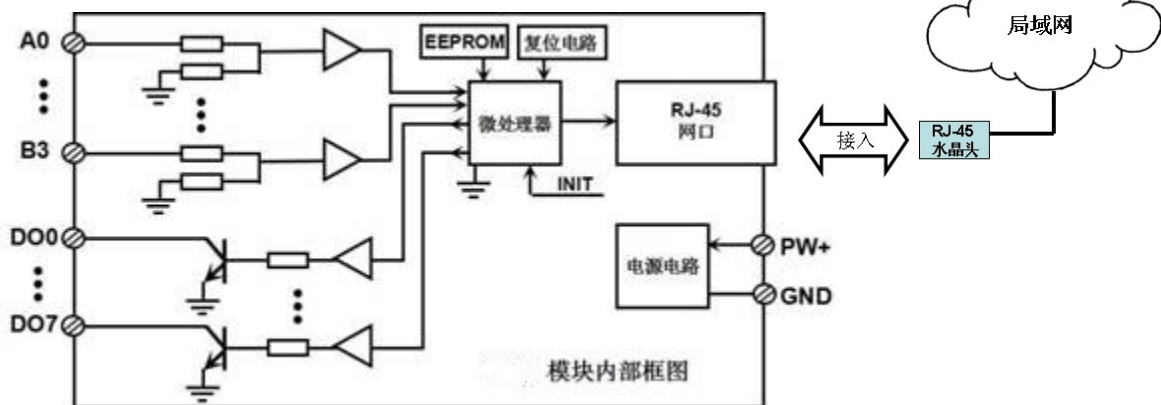 A0
EEPROM
复位电路
局域网
微处理器
RJ-45
网口
接入
RJ-45
水晶头
B3
INIT
DO0
电源电路
PW+
GND
DO7
模块内部框图